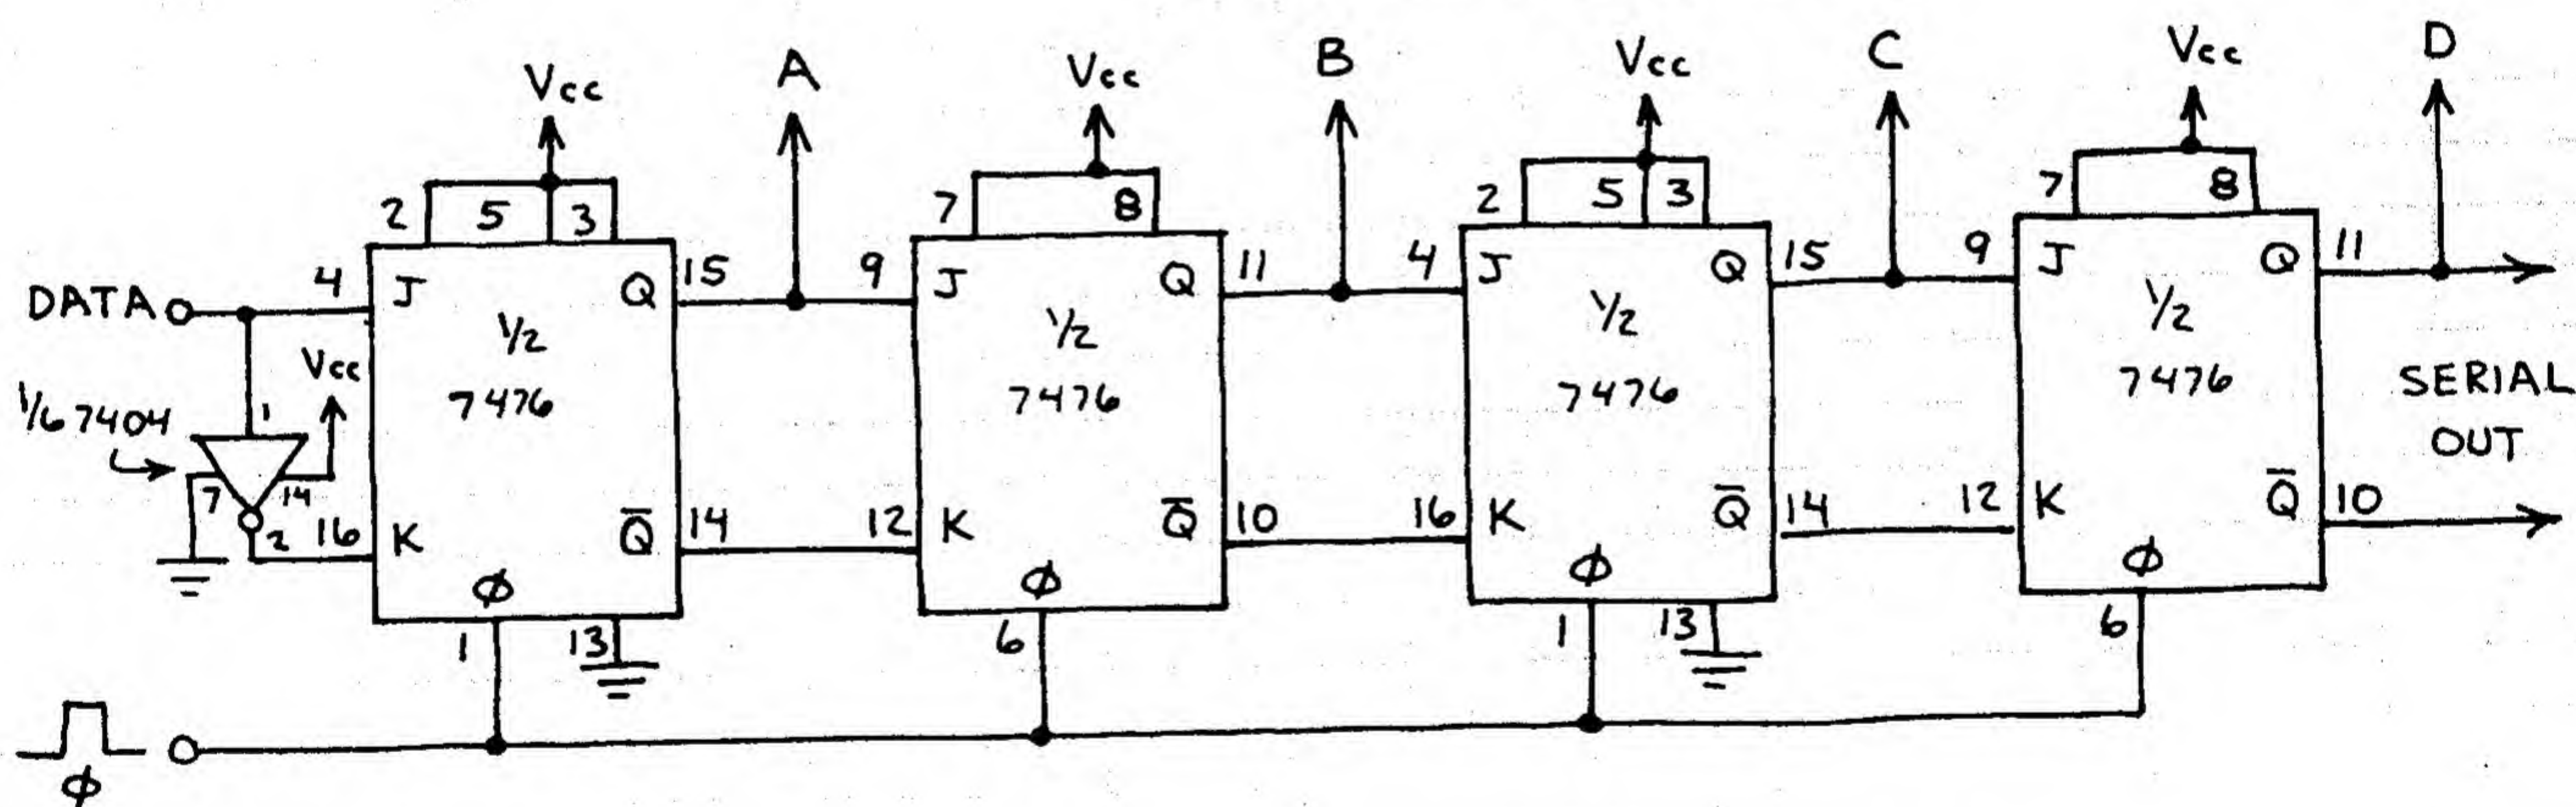 Vcc A Vcc B Vcc C Vcc D
2 5 3 7 8 2 5 3 7 8
DATA 4 J Q 15 9 J Q 11 4 J Q 15 9 J Q 11
1/2 1/2 1/2 1/2
7476 7476 7476 7476
Vcc
1/6 7404 1
7 14
2 16 K Q̅ 14 12 K Q̅ 10 16 K Q̅ 14 12 K Q̅ 10
SERIAL
OUT
ϕ ϕ ϕ ϕ
1 13 6 1 13 6
ϕ